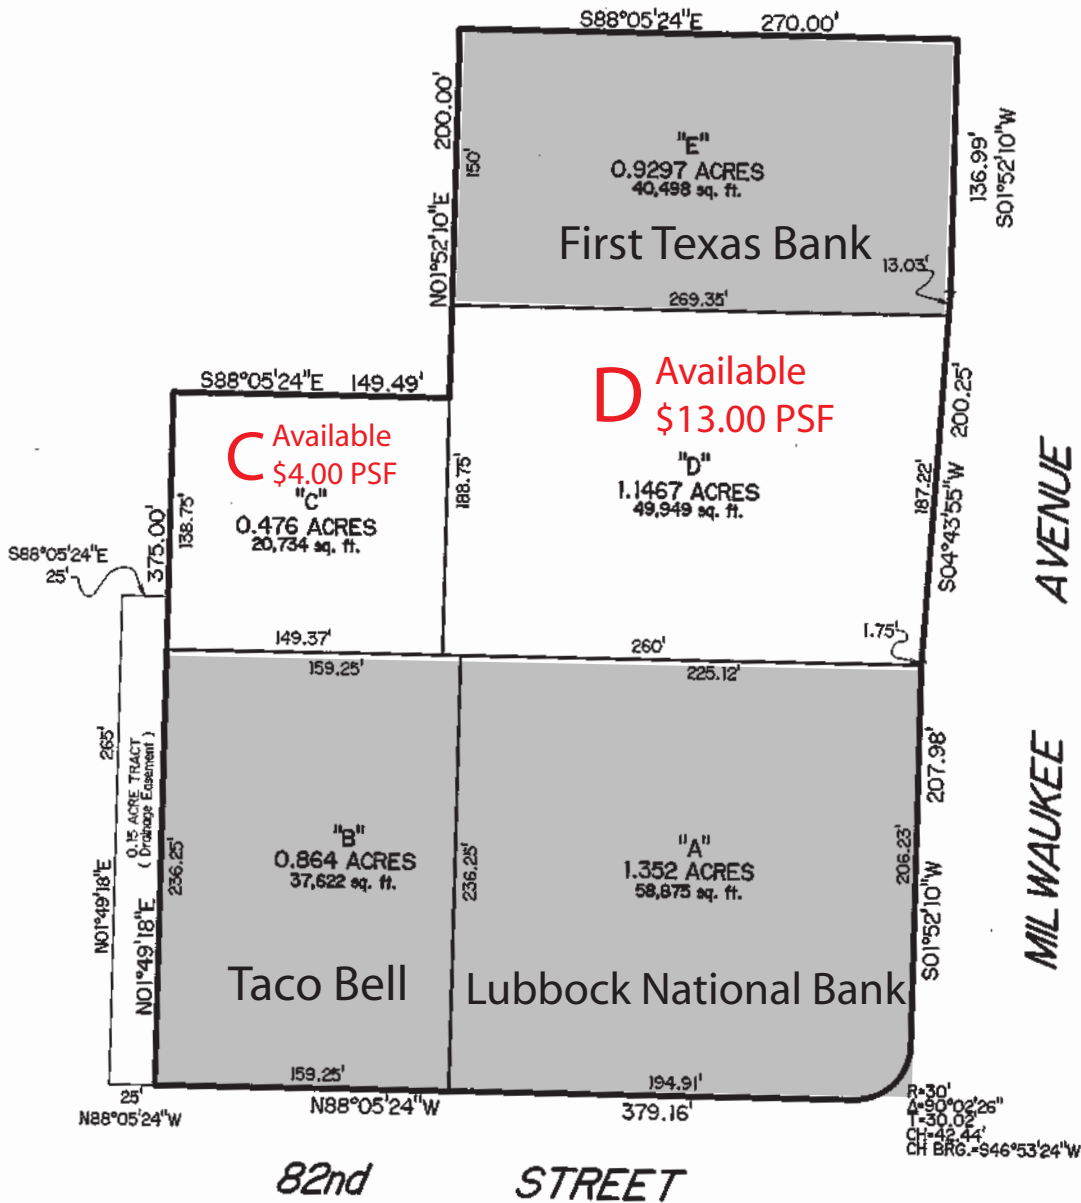 S88°05'24"E 270.00'
200.00'
150'
N01°52'10"E
"E"
0.9297 ACRES
40,498 sq. ft.
First Texas Bank
136.99'
S01°52'10"W
13.03'
269.35'
S88°05'24"E 149.49'
C Available
$4.00 PSF
"C"
0.476 ACRES
20,734 sq. ft.
138.75'
375.00'
188.75'
D Available
$13.00 PSF
"D"
1.1467 ACRES
49,949 sq. ft.
200.25'
187.22'
S04°43'55"W
S88°05'24"E
25'
149.37'
260'
1.75'
159.25'
225.12'
265'
0.15 ACRE TRACT
( Drainage Easement )
N01°49'18"E
236.25'
N01°49'18"E
"B"
0.864 ACRES
37,622 sq. ft.
Taco Bell
236.25'
"A"
1.352 ACRES
58,875 sq. ft.
Lubbock National Bank
207.98'
206.23'
S01°52'10"W
MILWAUKEE AVENUE
159.25'
194.91'
25'
N88°05'24"W
N88°05'24"W
379.16'
R=30'
Δ=90°02'26"
T=30.02'
CH=42.44'
CH BRG.=S46°53'24"W
82nd STREET